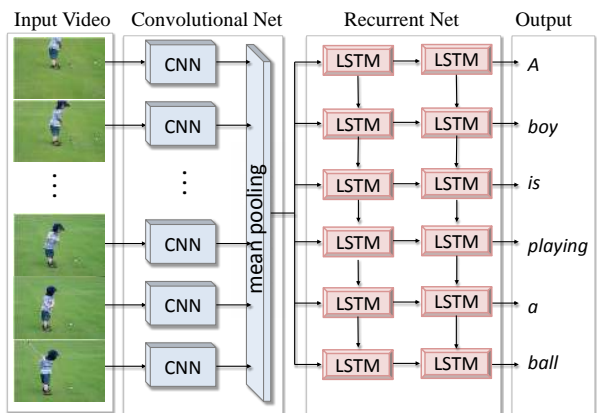 Input Video Convolutional Net Recurrent Net Output
CNN LSTM LSTM A
CNN LSTM LSTM boy
LSTM LSTM is
mean pooling
CNN LSTM LSTM playing
CNN LSTM LSTM a
CNN LSTM LSTM ball